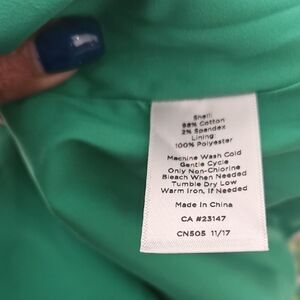 Shell:
98% Cotton
2% Spandex
Lining:
100% Polyester
Machine Wash Cold
Gentle Cycle
Only Non-Chlorine
Bleach When Needed
Tumble Dry Low
Warm Iron, if Needed
Made in China
CA #23147
CN505 11/17